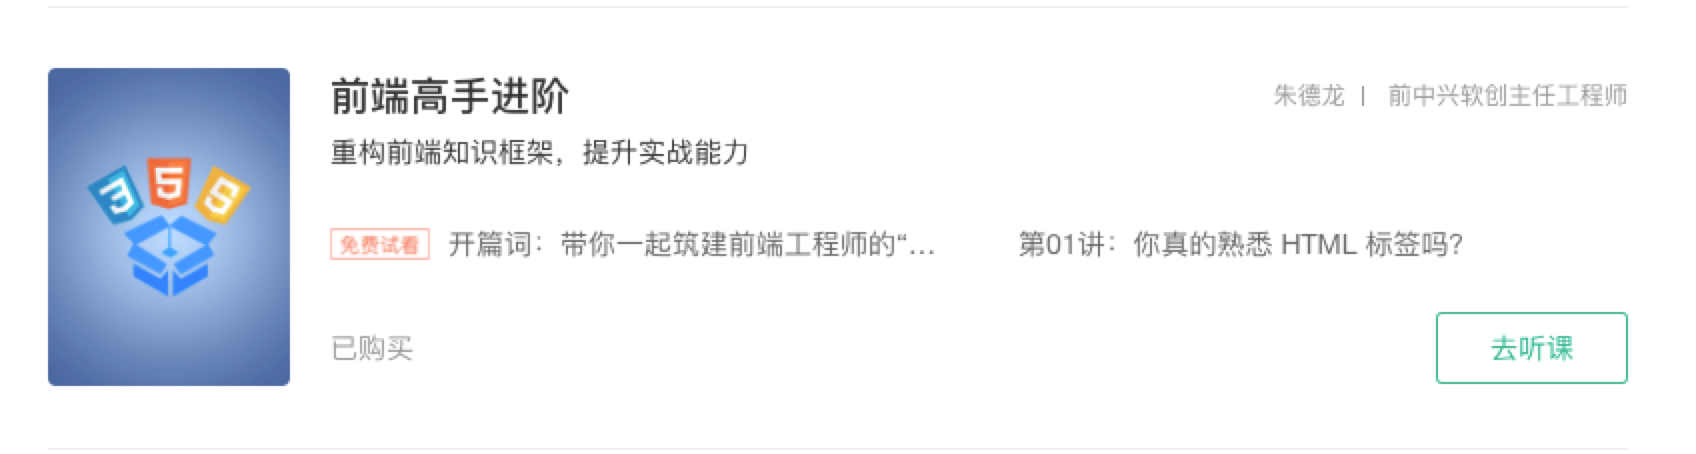 前端高手进阶
朱德龙 | 前中兴软创主任工程师
重构前端知识框架，提升实战能力
免费试看 开篇词：带你一起筑建前端工程师的“…
第01讲：你真的熟悉 HTML 标签吗？
已购买
去听课
3 5 S